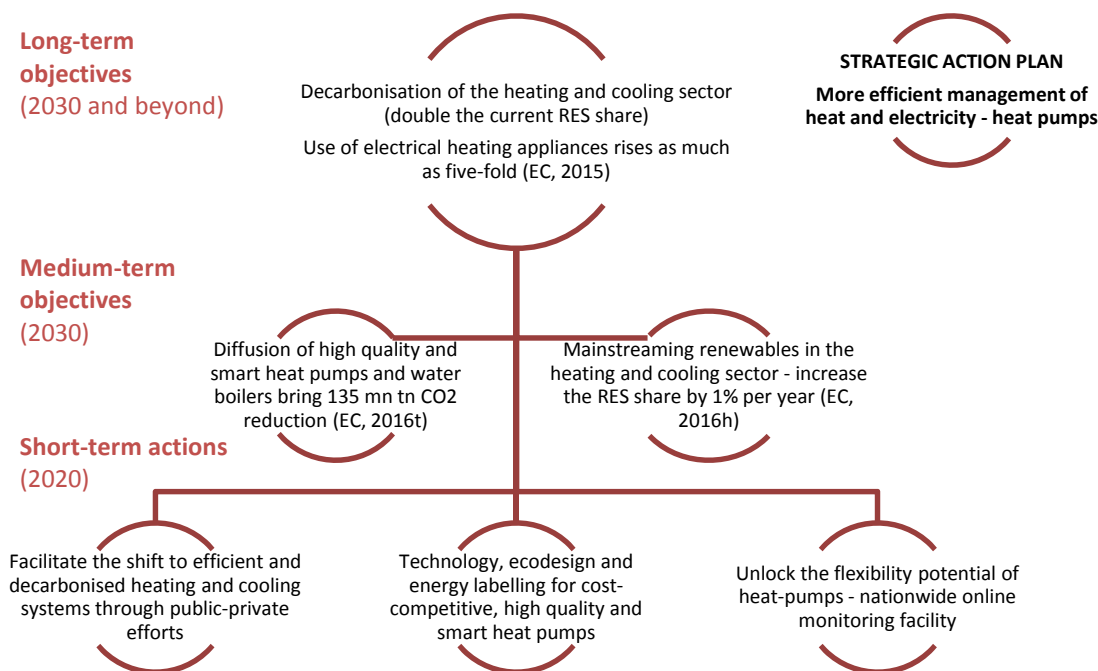 Long-term
objectives
(2030 and beyond)
Decarbonisation of the heating and cooling sector
(double the current RES share)
Use of electrical heating appliances rises as much
as five-fold (EC, 2015)
STRATEGIC ACTION PLAN
More efficient management of
heat and electricity - heat pumps
Medium-term
objectives
(2030)
Diffusion of high quality and
smart heat pumps and water
boilers bring 135 mn tn CO2
reduction (EC, 2016t)
Mainstreaming renewables in the
heating and cooling sector - increase
the RES share by 1% per year (EC,
2016h)
Short-term actions
(2020)
Facilitate the shift to efficient and
decarbonised heating and cooling
systems through public-private
efforts
Technology, ecodesign and
energy labelling for cost-
competitive, high quality and
smart heat pumps
Unlock the flexibility potential of
heat-pumps - nationwide online
monitoring facility